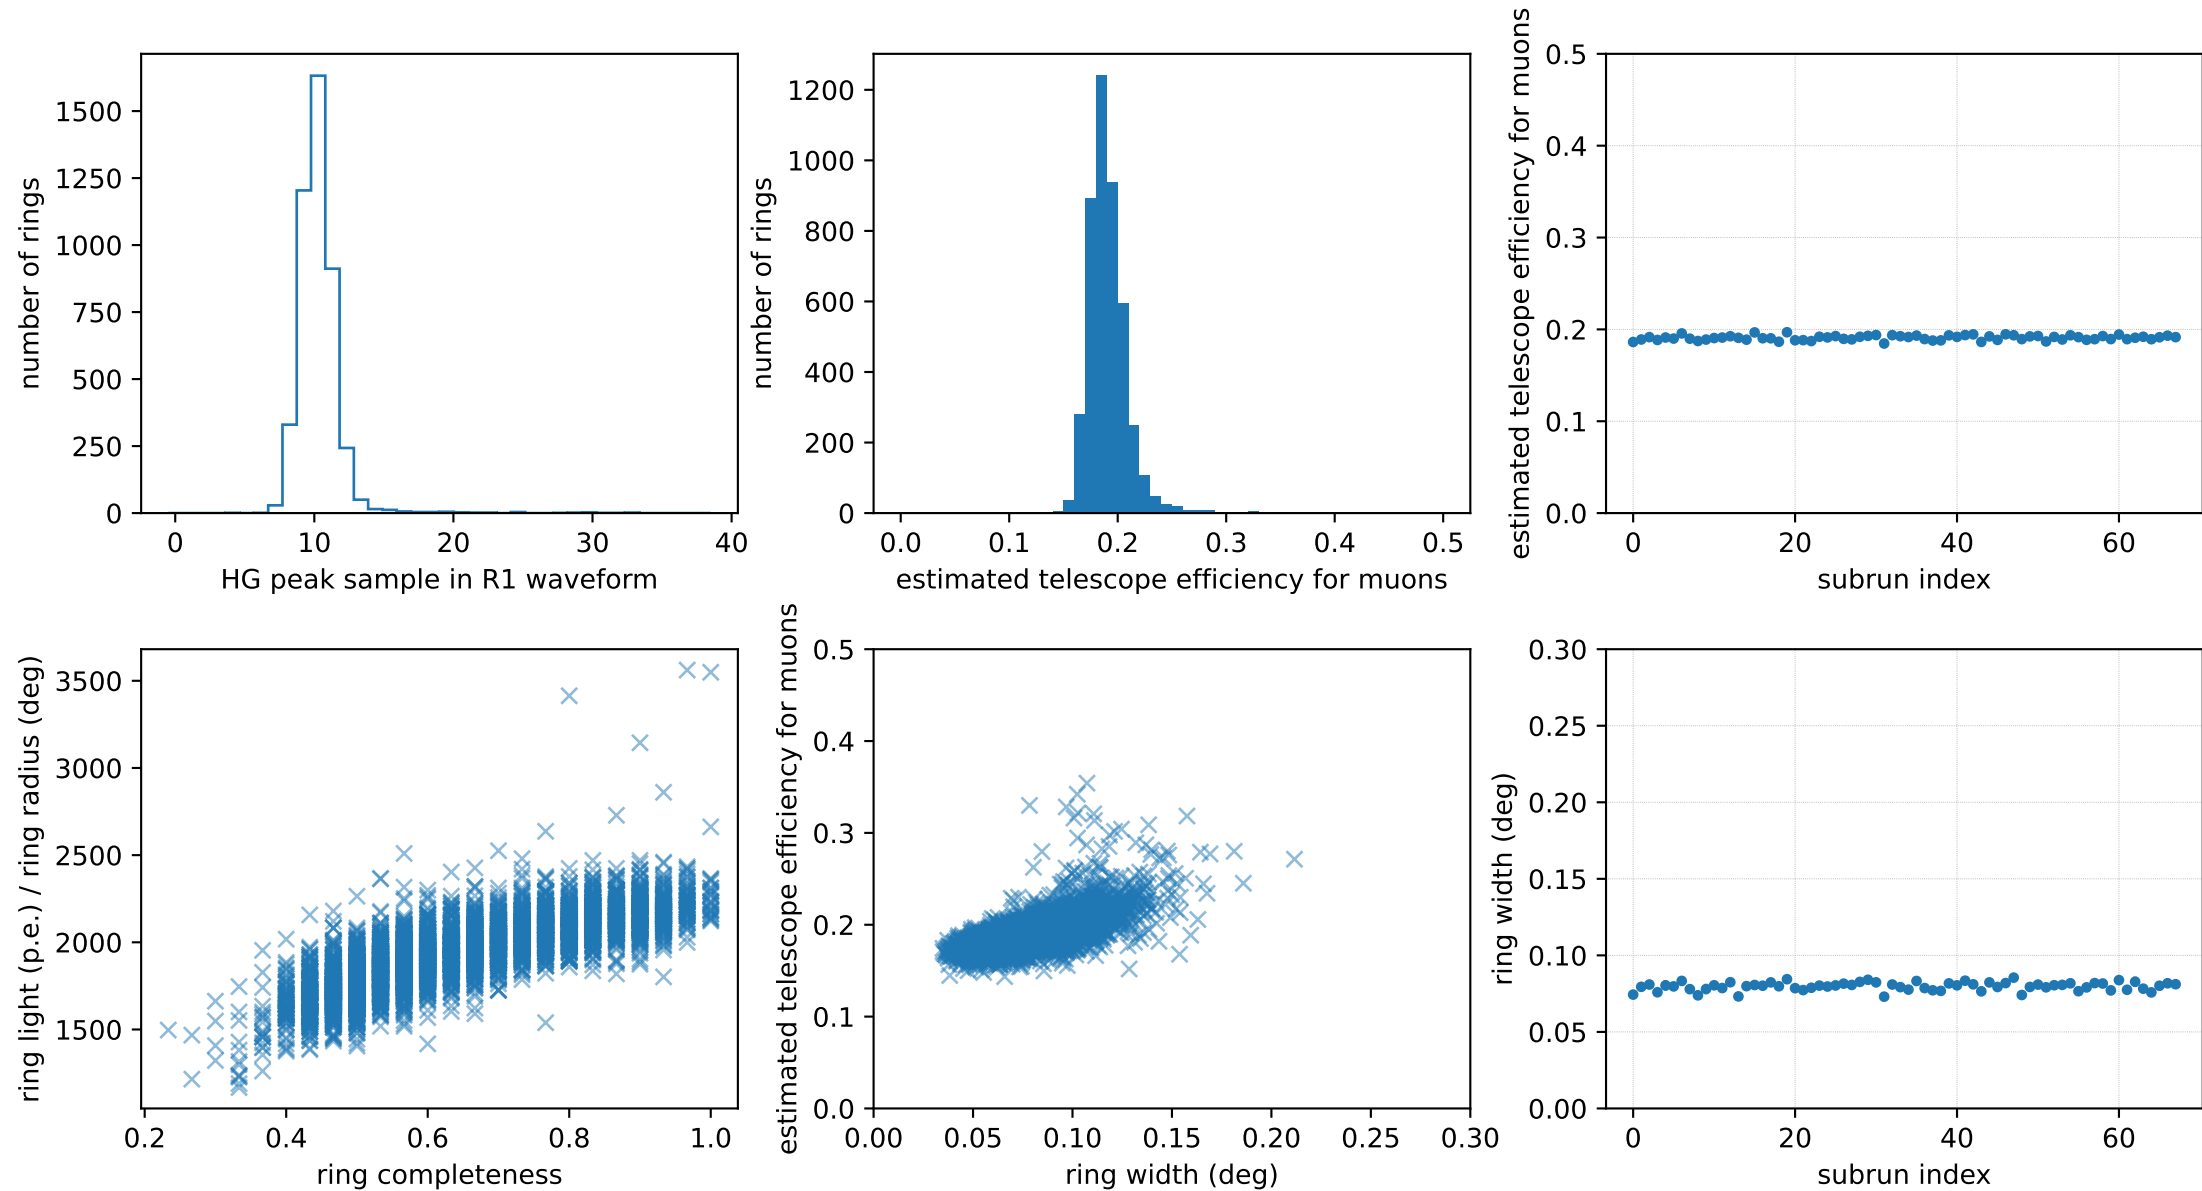 number of rings
1500
1250
1000
750
500
250
0
0 10 20 30 40
HG peak sample in R1 waveform
number of rings
1200
1000
800
600
400
200
0
0.0 0.1 0.2 0.3 0.4 0.5
estimated telescope efficiency for muons
estimated telescope efficiency for muons
0.5
0.4
0.3
0.2
0.1
0.0
0 20 40 60
subrun index
ring light (p.e.) / ring radius (deg)
3500
3000
2500
2000
1500
0.2 0.4 0.6 0.8 1.0
ring completeness
estimated telescope efficiency for muons
0.5
0.4
0.3
0.2
0.1
0.0
0.00 0.05 0.10 0.15 0.20 0.25 0.30
ring width (deg)
ring width (deg)
0.30
0.25
0.20
0.15
0.10
0.05
0.00
0 20 40 60
subrun index